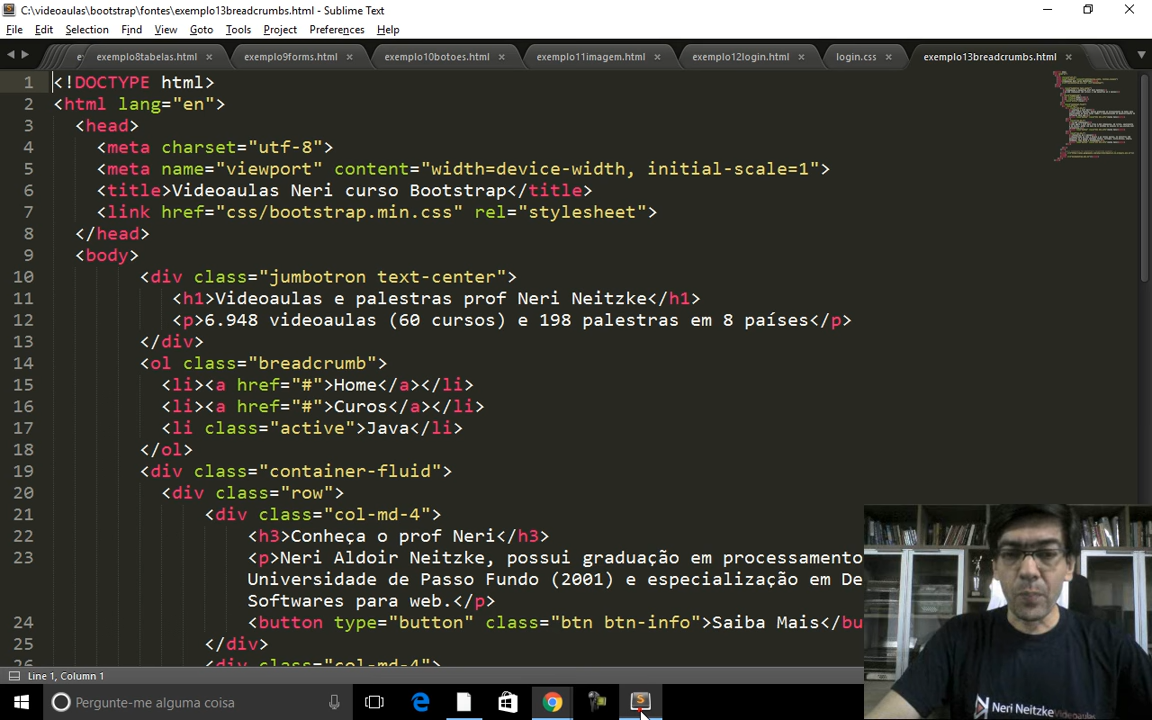 C:\videoaulas\bootstrap\fontes\exemplo13breadcrumbs.html - Sublime Text
File Edit Selection Find View Goto Tools Project Preferences Help
exemplo8tabelas.html × exemplo9forms.html × exemplo10botoes.html × exemplo11imagem.html × exemplo12login.html × login.css × exemplo13breadcrumbs.html ×
1 <!DOCTYPE html>
2 <html lang="en">
3 <head>
4 <meta charset="utf-8">
5 <meta name="viewport" content="width=device-width, initial-scale=1">
6 <title>Videoaulas Neri curso Bootstrap</title>
7 <link href="css/bootstrap.min.css" rel="stylesheet">
8 </head>
9 <body>
10 <div class="jumbotron text-center">
11 <h1>Videoaulas e palestras prof Neri Neitzke</h1>
12 <p>6.948 videoaulas (60 cursos) e 198 palestras em 8 países</p>
13 </div>
14 <ol class="breadcrumb">
15 <li><a href="#">Home</a></li>
16 <li><a href="#">Curos</a></li>
17 <li class="active">Java</li>
18 </ol>
19 <div class="container-fluid">
20 <div class="row">
21 <div class="col-md-4">
22 <h3>Conheça o prof Neri</h3>
23 <p>Neri Aldoir Neitzke, possui graduação em processamento
Universidade de Passo Fundo (2001) e especialização em De
Softwares para web.</p>
24 <button type="button" class="btn btn-info">Saiba Mais</bu
25 </div>
26 <div class="col-md-4">
Line 1, Column 1
Pergunte-me alguma coisa
Neri Neitzke Videoaulas